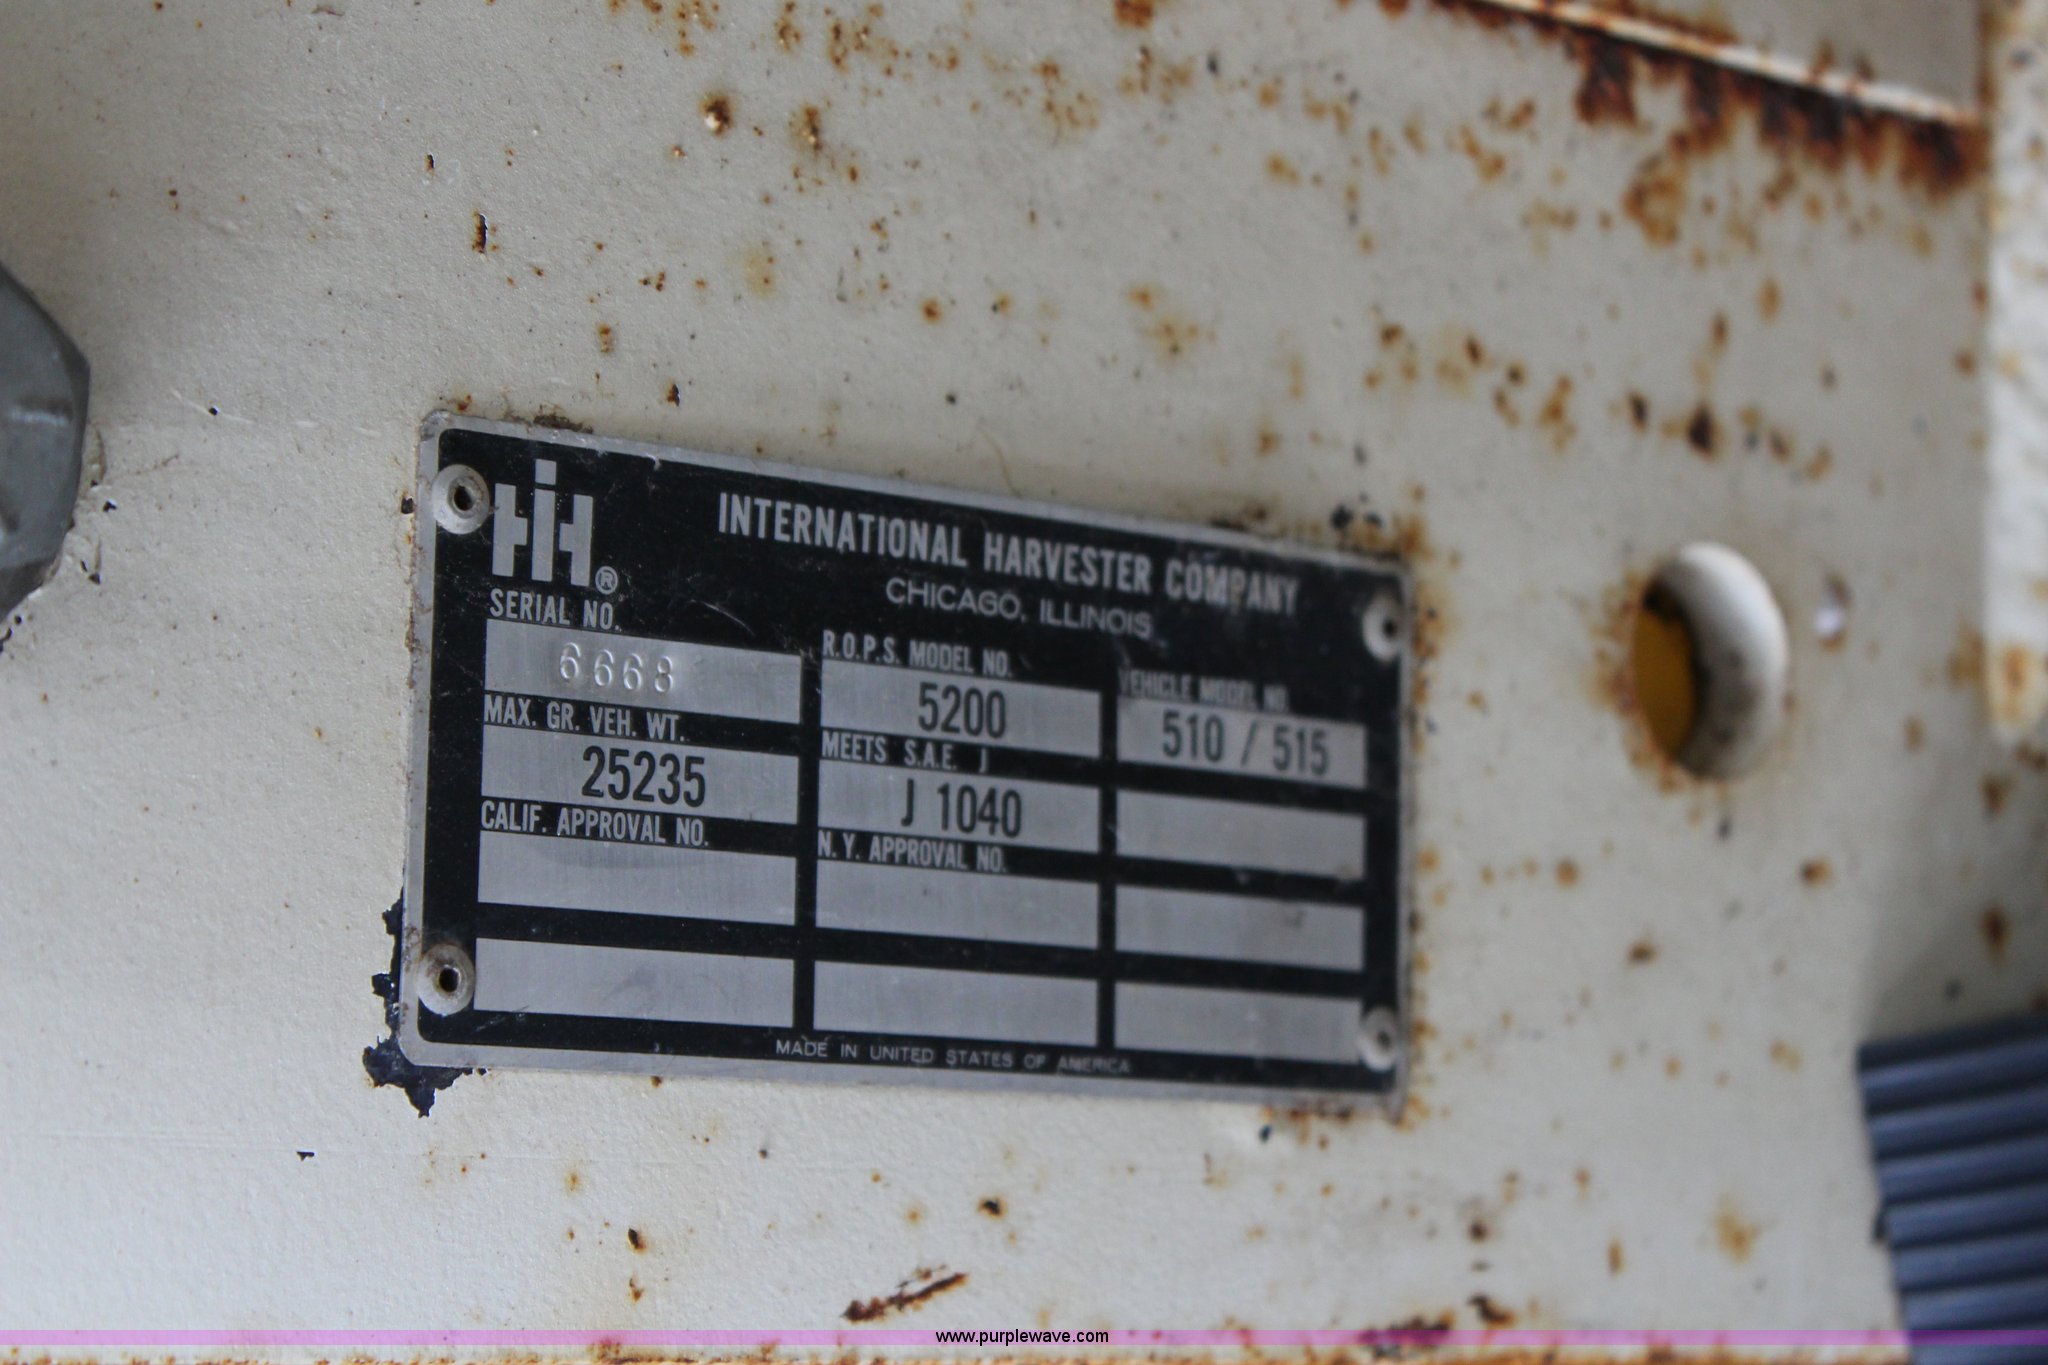 IH®
INTERNATIONAL HARVESTER COMPANY
CHICAGO, ILLINOIS
SERIAL NO.
6668
R.O.P.S. MODEL NO.
5200
VEHICLE MODEL NO.
510 / 515
MAX. GR. VEH. WT.
25235
MEETS S.A.E. J
J 1040
CALIF. APPROVAL NO.
N.Y. APPROVAL NO.
MADE IN UNITED STATES OF AMERICA
www.purplewave.com